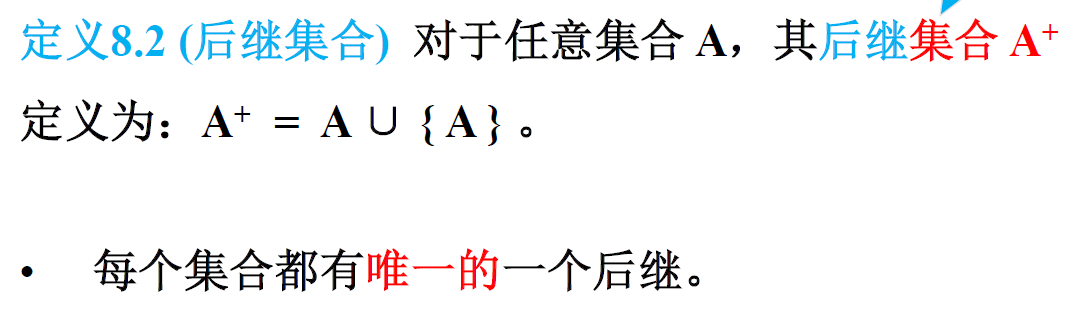 定义8.2 (后继集合) 对于任意集合 A，其后继集合 A⁺
定义为：A⁺ = A ∪ { A } 。
• 每个集合都有唯一的一个后继。